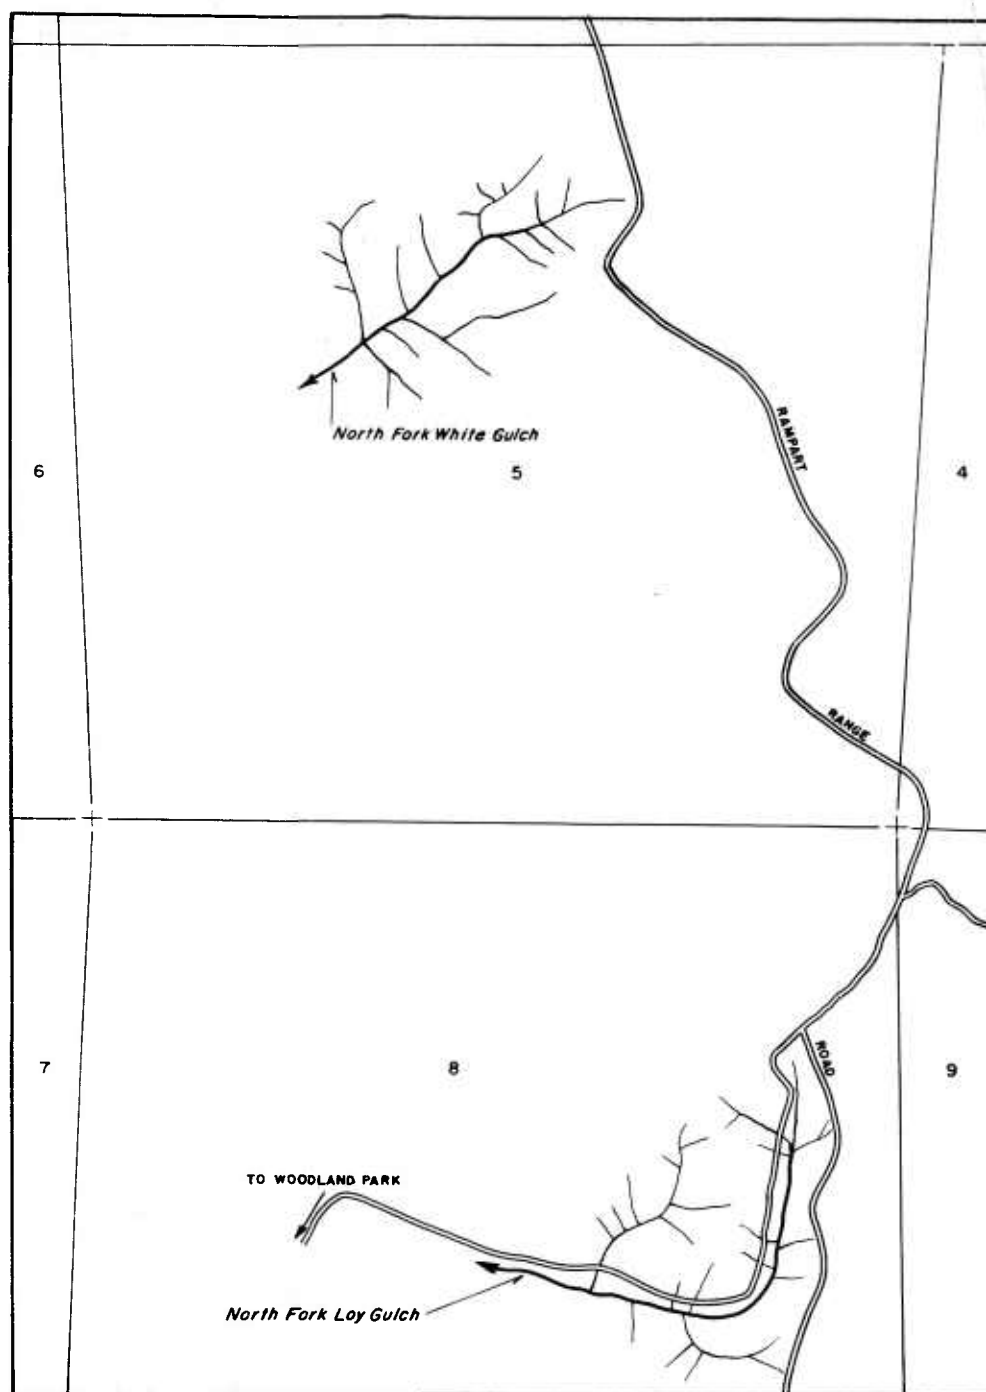 North Fork White Gulch
RAMPART
6
5
4
RANGE
ROAD
7
8
9
TO WOODLAND PARK
North Fork Loy Gulch